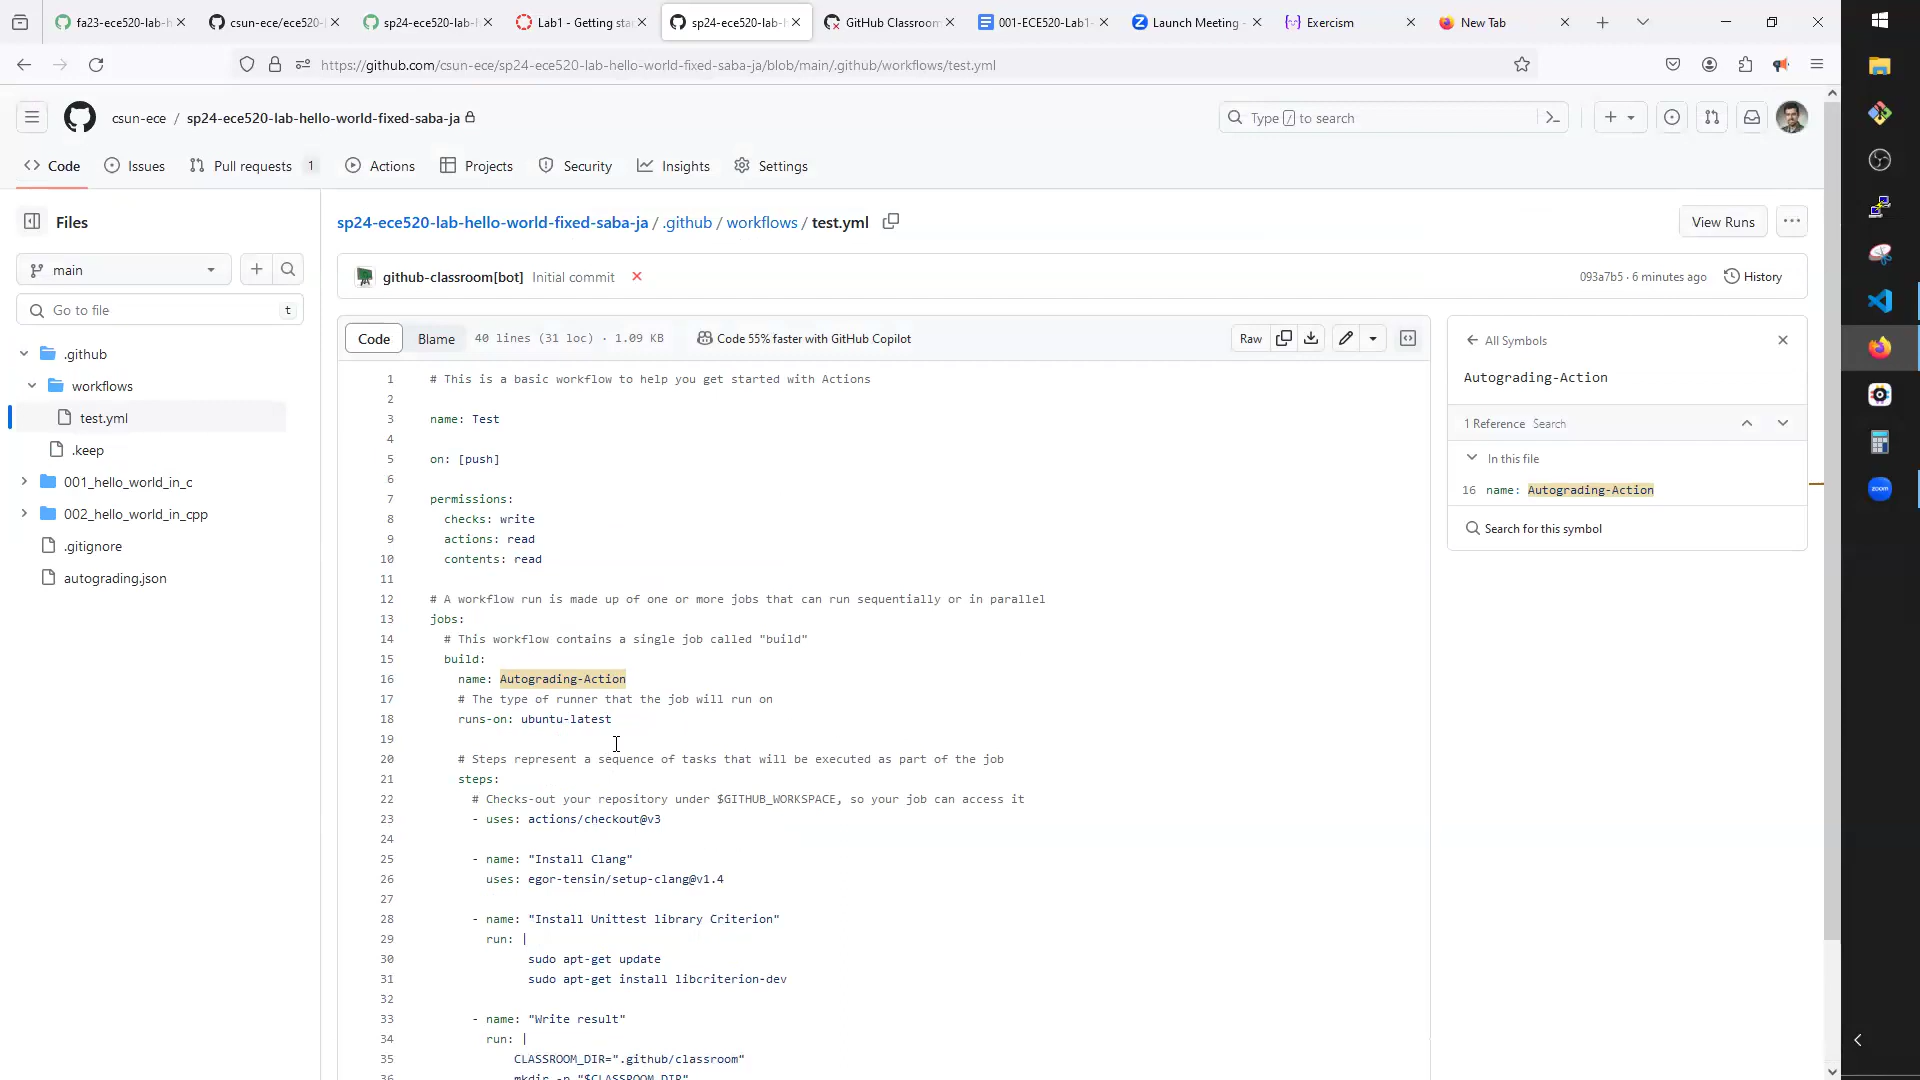 fa23-ece520-lab-h
csun-ece/ece520-l
sp24-ece520-lab-l
Lab1 - Getting sta
sp24-ece520-lab-
GitHub Classroom
001-ECE520-Lab1-
Launch Meeting -
Exercism
New Tab
https://github.com/csun-ece/sp24-ece520-lab-hello-world-fixed-saba-ja/blob/main/.github/workflows/test.yml
csun-ece / sp24-ece520-lab-hello-world-fixed-saba-ja
Type / to search
Code
Issues
Pull requests 1
Actions
Projects
Security
Insights
Settings
Files
main
Go to file
t
.github
workflows
test.yml
.keep
001_hello_world_in_c
002_hello_world_in_cpp
.gitignore
autograding.json
sp24-ece520-lab-hello-world-fixed-saba-ja / .github / workflows / test.yml
View Runs
github-classroom[bot] Initial commit
093a7b5 · 6 minutes ago
History
Code
Blame
40 lines (31 loc) · 1.09 KB
Code 55% faster with GitHub Copilot
Raw
1 # This is a basic workflow to help you get started with Actions
2
3 name: Test
4
5 on: [push]
6
7 permissions:
8 checks: write
9 actions: read
10 contents: read
11
12 # A workflow run is made up of one or more jobs that can run sequentially or in parallel
13 jobs:
14 # This workflow contains a single job called "build"
15 build:
16 name: Autograding-Action
17 # The type of runner that the job will run on
18 runs-on: ubuntu-latest
19
20 # Steps represent a sequence of tasks that will be executed as part of the job
21 steps:
22 # Checks-out your repository under $GITHUB_WORKSPACE, so your job can access it
23 - uses: actions/checkout@v3
24
25 - name: "Install Clang"
26 uses: egor-tensin/setup-clang@v1.4
27
28 - name: "Install Unittest library Criterion"
29 run: |
30 sudo apt-get update
31 sudo apt-get install libcriterion-dev
32
33 - name: "Write result"
34 run: |
35 CLASSROOM_DIR=".github/classroom"
36 mkdir -p "$CLASSROOM_DIR"
All Symbols
Autograding-Action
1 Reference Search
In this file
16 name: Autograding-Action
Search for this symbol
zoom